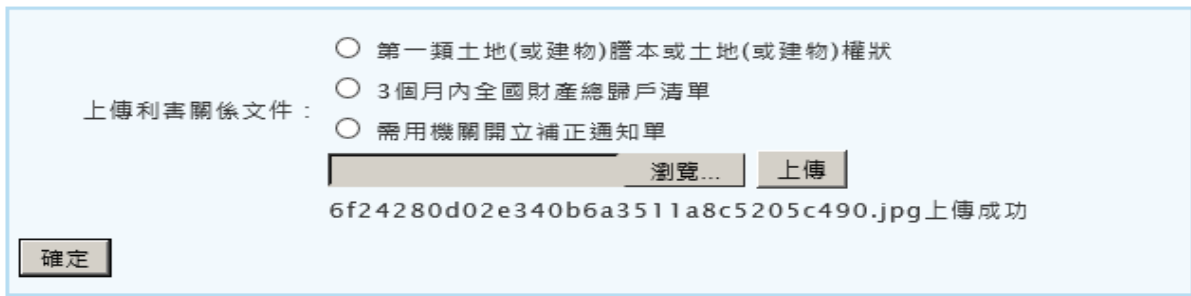 第一類土地(或建物)謄本或土地(或建物)權狀
上傳利害關係文件：
3個月內全國財產總歸戶清單
需用機關開立補正通知單
瀏覽... 上傳
6f24280d02e340b6a3511a8c5205c490.jpg上傳成功
確定